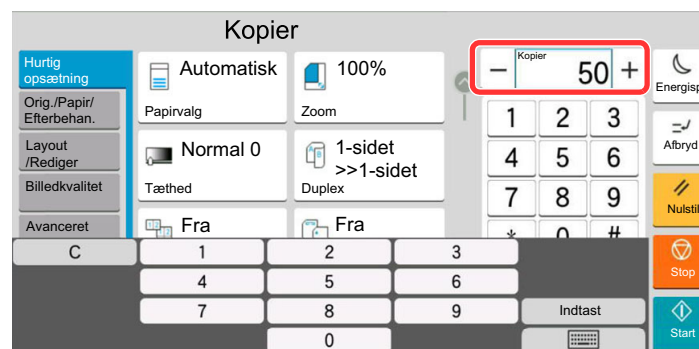 Kopier
Hurtig
opsætning
Orig./Papir/
Efterbehan.
Layout
/Rediger
Billedkvalitet
Avanceret
Automatisk
Papirvalg
100%
Zoom
Normal 0
Tæthed
1-sidet
>>1-sidet
Duplex
Fra
Fra
Kopier
− 50 +
1 2 3
4 5 6
7 8 9
* 0 #
Energisp
Afbryd
Nulstil
Stop
Start
C 1 2 3
4 5 6
7 8 9
0
Indtast